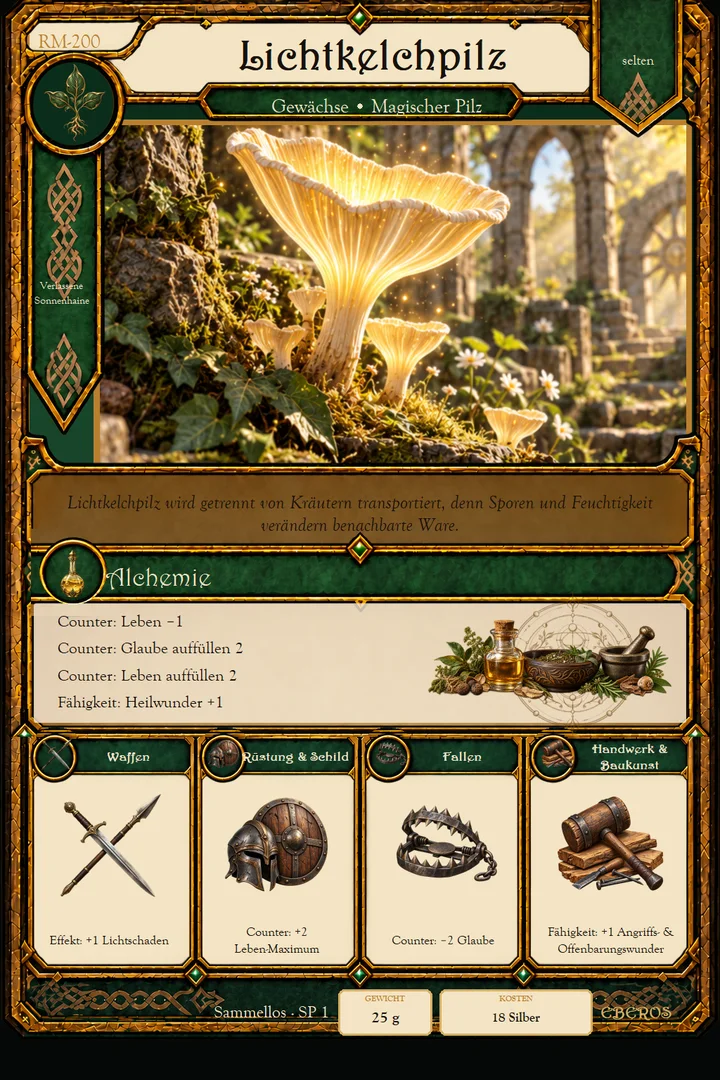 RM-200
Lichtkelchpilz
selten
Gewächse • Magischer Pilz
Verlassene
Sonnenhaine
Lichtkelchpilz wird getrennt von Kräutern transportiert, denn Sporen und Feuchtigkeit
verändern benachbarte Ware.
Alchemie
Counter: Leben −1
Counter: Glaube auffüllen 2
Counter: Leben auffüllen 2
Fähigkeit: Heilwunder +1
Waffen
Rüstung & Schild
Fallen
Handwerk &
Baukunst
Effekt: +1 Lichtschaden
Counter: +2
Leben-Maximum
Counter: −2 Glaube
Fähigkeit: +1 Angriffs- &
Offenbarungswunder
Sammellos · SP 1
GEWICHT
25 g
KOSTEN
18 Silber
EBEROS